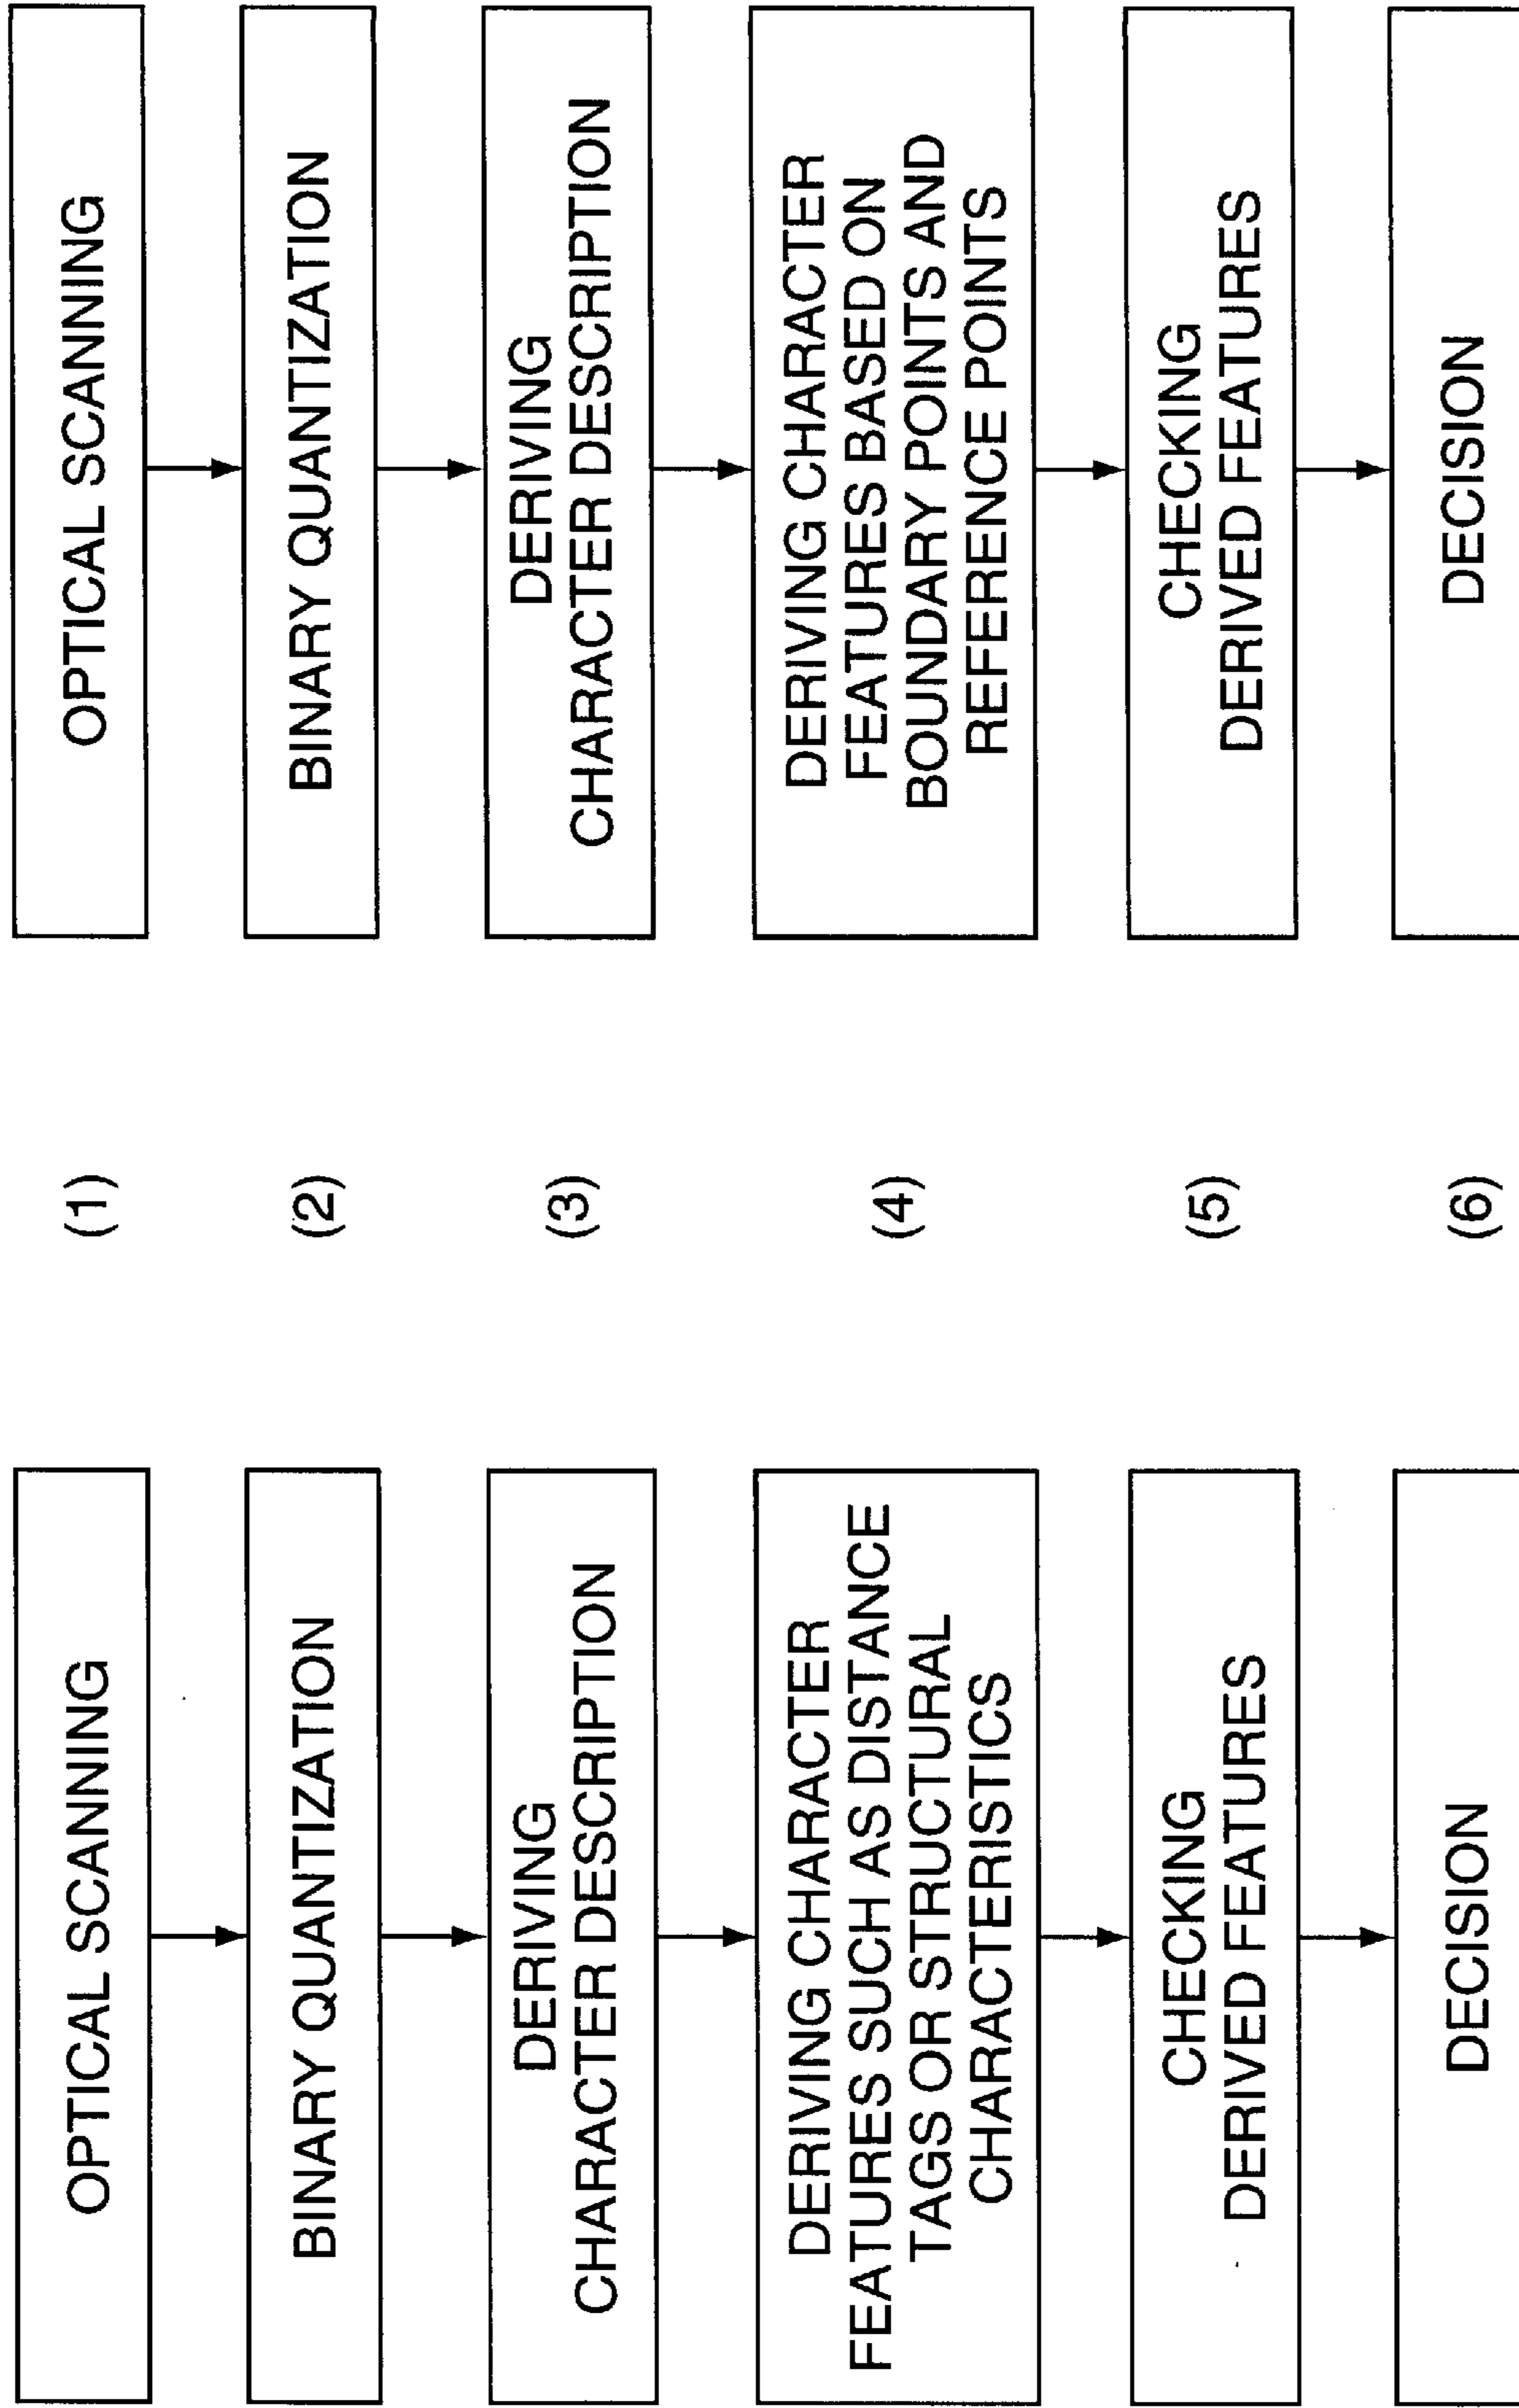 OPTICAL SCANNING
BINARY QUANTIZATION
DERIVING
CHARACTER DESCRIPTION
DERIVING CHARACTER
FEATURES SUCH AS DISTANCE
TAGS OR STRUCTURAL
CHARACTERISTICS
CHECKING
DERIVED FEATURES
DECISION
(1)
(2)
(3)
(4)
(5)
(6)
OPTICAL SCANNING
BINARY QUANTIZATION
DERIVING
CHARACTER DESCRIPTION
DERIVING CHARACTER
FEATURES BASED ON
BOUNDARY POINTS AND
REFERENCE POINTS
CHECKING
DERIVED FEATURES
DECISION